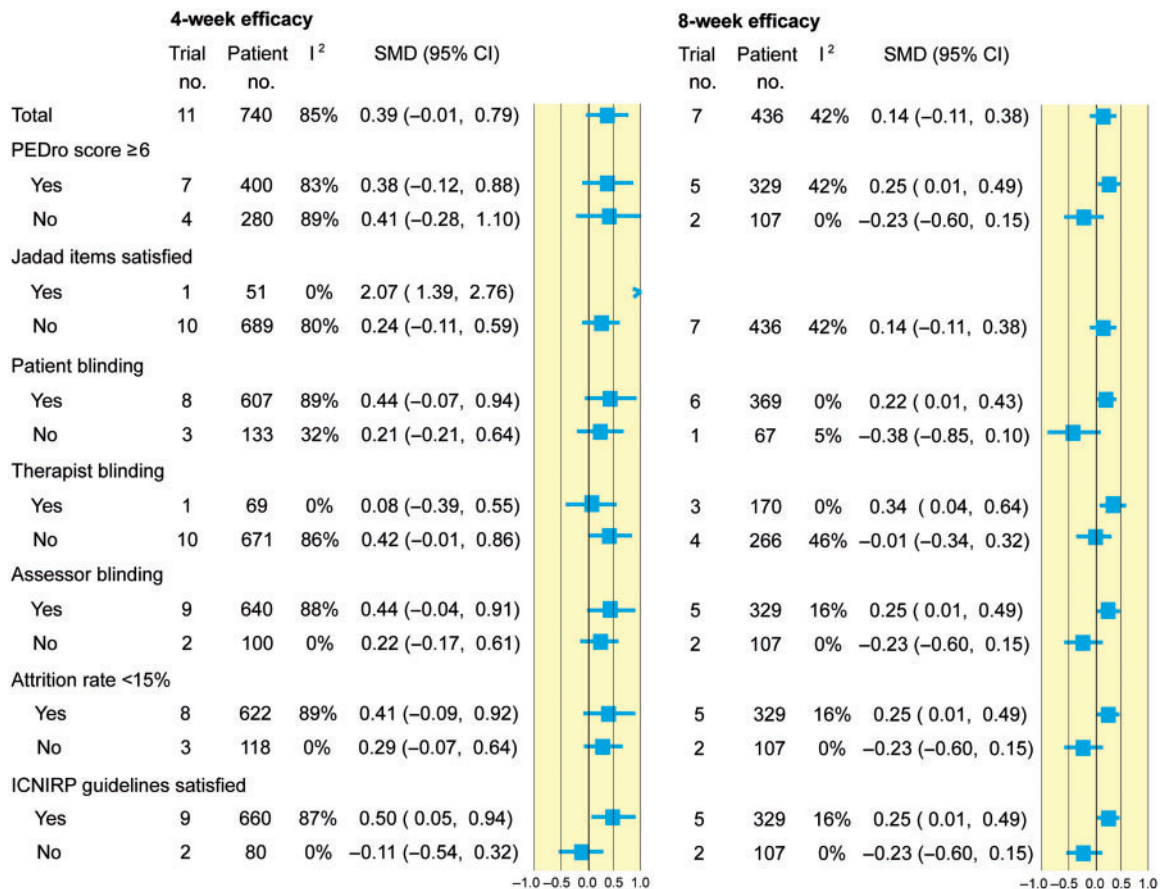 4-week efficacy 8-week efficacy
Trial Patient I² SMD (95% CI) Trial Patient I² SMD (95% CI)
no. no. no. no.
Total 11 740 85% 0.39 (–0.01, 0.79) 7 436 42% 0.14 (–0.11, 0.38)
PEDro score ≥6
Yes 7 400 83% 0.38 (–0.12, 0.88) 5 329 42% 0.25 ( 0.01, 0.49)
No 4 280 89% 0.41 (–0.28, 1.10) 2 107 0% –0.23 (–0.60, 0.15)
Jadad items satisfied
Yes 1 51 0% 2.07 ( 1.39, 2.76)
No 10 689 80% 0.24 (–0.11, 0.59) 7 436 42% 0.14 (–0.11, 0.38)
Patient blinding
Yes 8 607 89% 0.44 (–0.07, 0.94) 6 369 0% 0.22 ( 0.01, 0.43)
No 3 133 32% 0.21 (–0.21, 0.64) 1 67 5% –0.38 (–0.85, 0.10)
Therapist blinding
Yes 1 69 0% 0.08 (–0.39, 0.55) 3 170 0% 0.34 ( 0.04, 0.64)
No 10 671 86% 0.42 (–0.01, 0.86) 4 266 46% –0.01 (–0.34, 0.32)
Assessor blinding
Yes 9 640 88% 0.44 (–0.04, 0.91) 5 329 16% 0.25 ( 0.01, 0.49)
No 2 100 0% 0.22 (–0.17, 0.61) 2 107 0% –0.23 (–0.60, 0.15)
Attrition rate <15%
Yes 8 622 89% 0.41 (–0.09, 0.92) 5 329 16% 0.25 ( 0.01, 0.49)
No 3 118 0% 0.29 (–0.07, 0.64) 2 107 0% –0.23 (–0.60, 0.15)
ICNIRP guidelines satisfied
Yes 9 660 87% 0.50 ( 0.05, 0.94) 5 329 16% 0.25 ( 0.01, 0.49)
No 2 80 0% –0.11 (–0.54, 0.32) 2 107 0% –0.23 (–0.60, 0.15)
–1.0 –0.5 0 0.5 1.0 –1.0 –0.5 0 0.5 1.0